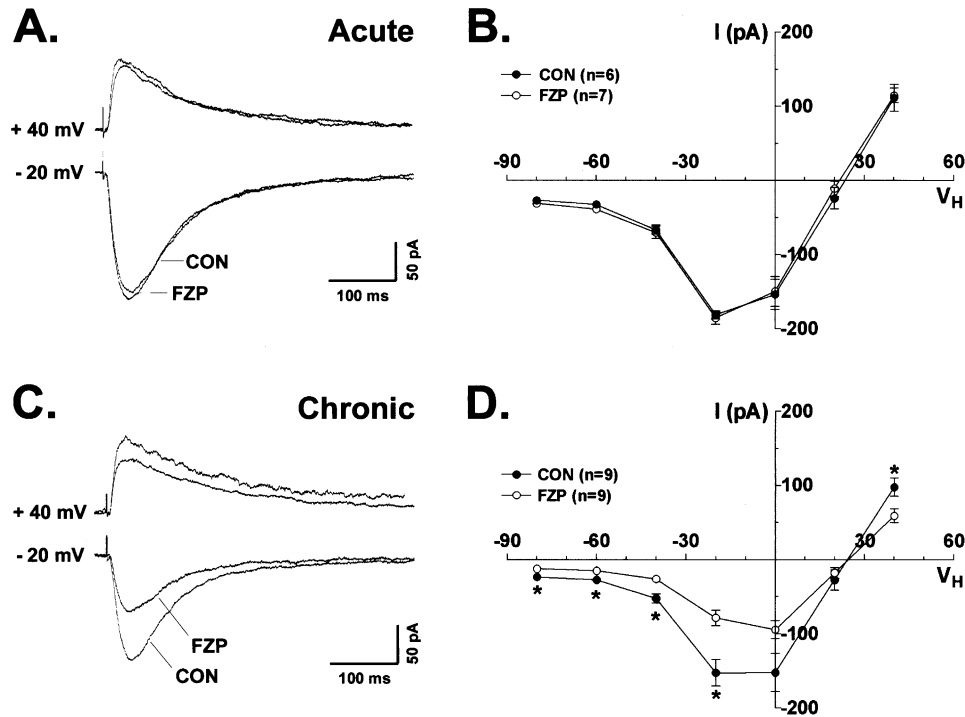 A.
Acute
+ 40 mV
- 20 mV
CON
FZP
50 pA
100 ms
B.
I (pA)
200
CON (n=6)
FZP (n=7)
100
-90
-60
-30
30
60
V_H
-100
-200
C.
Chronic
+ 40 mV
- 20 mV
FZP
CON
50 pA
100 ms
D.
I (pA)
200
CON (n=9)
FZP (n=9)
100
*
-90
-60
-30
30
60
V_H
* * * *
-100
-200